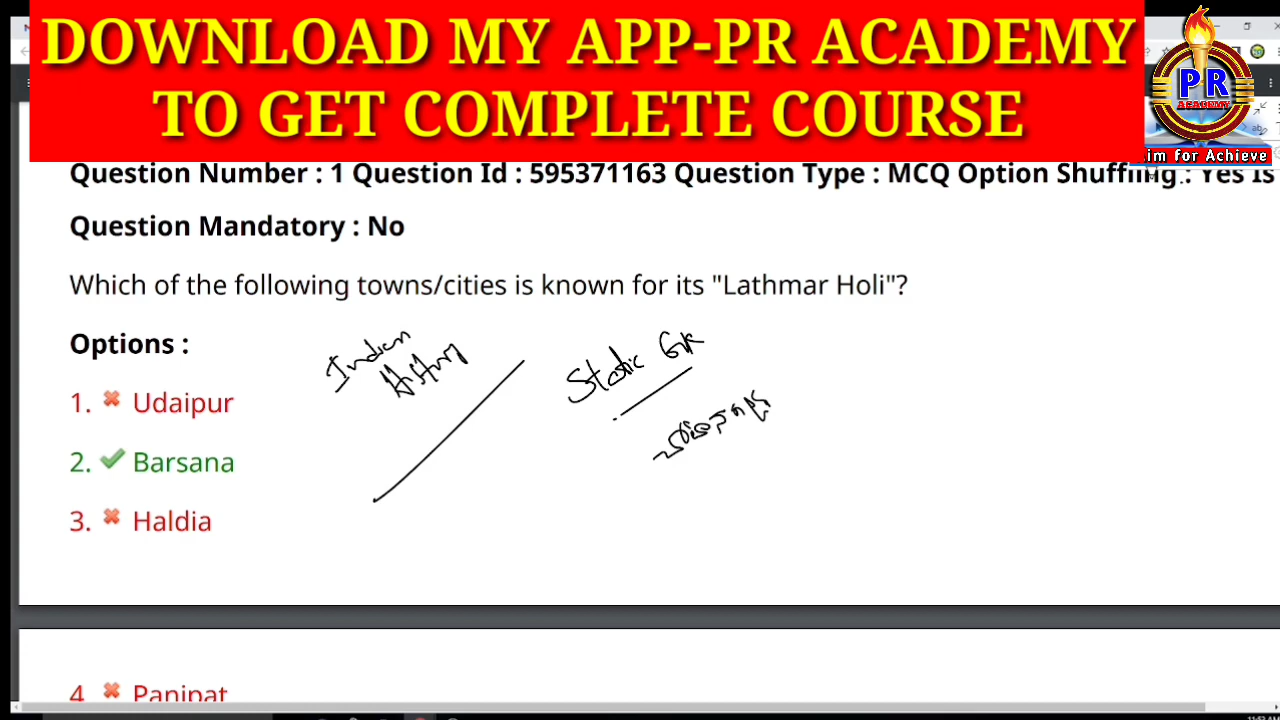 DOWNLOAD MY APP-PR ACADEMY
TO GET COMPLETE COURSE
PR
ACADEMY
im for Achieve
Question Number : 1 Question Id : 595371163 Question Type : MCQ Option Shuffling : Yes Is
Question Mandatory : No
Which of the following towns/cities is known for its "Lathmar Holi"?
Options :
Indian
History
Static GK
1. Udaipur
2. Barsana
3. Haldia
4 Panipat